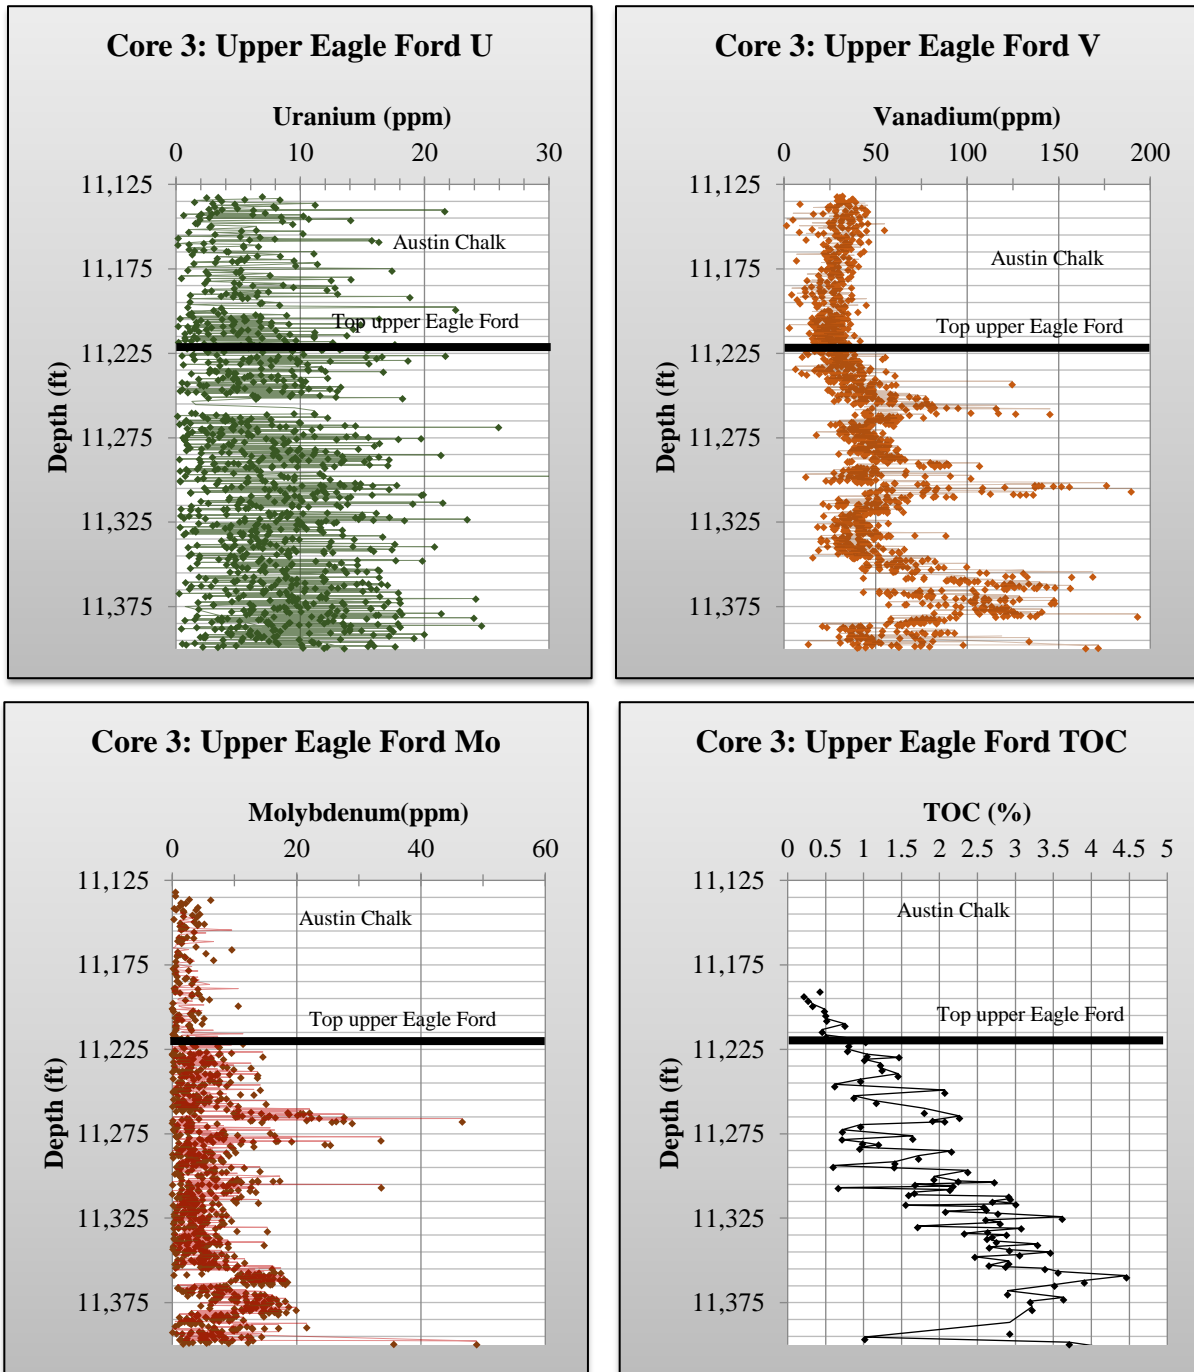 Core 3: Upper Eagle Ford U
Uranium (ppm)
0 10 20 30
11,125
11,175
11,225
11,275
11,325
11,375
Depth (ft)
Austin Chalk
Top upper Eagle Ford
Core 3: Upper Eagle Ford V
Vanadium(ppm)
0 50 100 150 200
11,125
11,175
11,225
11,275
11,325
11,375
Depth (ft)
Austin Chalk
Top upper Eagle Ford
Core 3: Upper Eagle Ford Mo
Molybdenum(ppm)
0 20 40 60
11,125
11,175
11,225
11,275
11,325
11,375
Depth (ft)
Austin Chalk
Top upper Eagle Ford
Core 3: Upper Eagle Ford TOC
TOC (%)
0 0.5 1 1.5 2 2.5 3 3.5 4 4.5 5
11,125
11,175
11,225
11,275
11,325
11,375
Depth (ft)
Austin Chalk
Top upper Eagle Ford